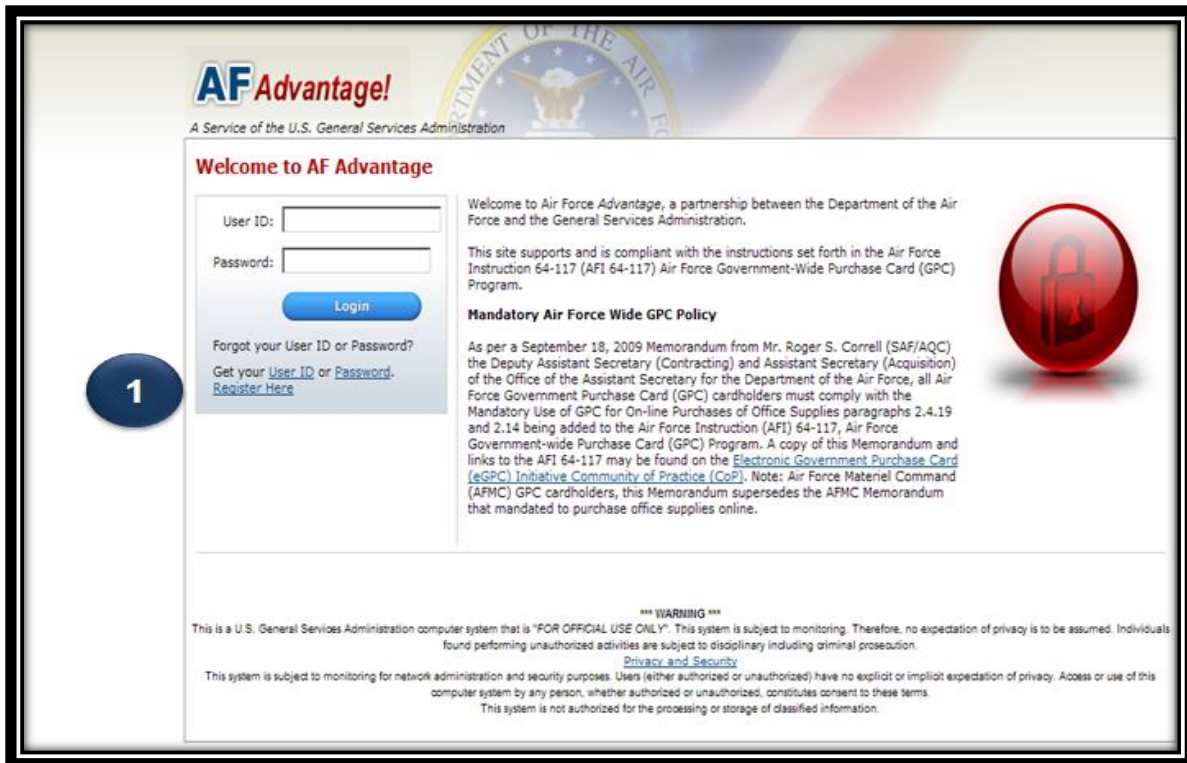 DEPARTMENT OF THE AIR FO
AF Advantage!
A Service of the U.S. General Services Administration
Welcome to AF Advantage
User ID:
Password:
Login
Forgot your User ID or Password?
Get your User ID or Password.
Register Here
1
Welcome to Air Force Advantage, a partnership between the Department of the Air
Force and the General Services Administration.
This site supports and is compliant with the instructions set forth in the Air Force
Instruction 64-117 (AFI 64-117) Air Force Government-Wide Purchase Card (GPC)
Program.
Mandatory Air Force Wide GPC Policy
As per a September 18, 2009 Memorandum from Mr. Roger S. Correll (SAF/AQC)
the Deputy Assistant Secretary (Contracting) and Assistant Secretary (Acquisition)
of the Office of the Assistant Secretary for the Department of the Air Force, all Air
Force Government Purchase Card (GPC) cardholders must comply with the
Mandatory Use of GPC for On-line Purchases of Office Supplies paragraphs 2.4.19
and 2.14 being added to the Air Force Instruction (AFI) 64-117, Air Force
Government-wide Purchase Card (GPC) Program. A copy of this Memorandum and
links to the AFI 64-117 may be found on the Electronic Government Purchase Card
(eGPC) Initiative Community of Practice (CoP). Note: Air Force Materiel Command
(AFMC) GPC cardholders, this Memorandum supersedes the AFMC Memorandum
that mandated to purchase office supplies online.
*** WARNING ***
This is a U.S. General Services Administration computer system that is "FOR OFFICIAL USE ONLY". This system is subject to monitoring. Therefore, no expectation of privacy is to be assumed. Individuals
found performing unauthorized activities are subject to disciplinary including criminal prosecution.
Privacy and Security
This system is subject to monitoring for network administration and security purposes. Users (either authorized or unauthorized) have no explicit or implicit expectation of privacy. Access or use of this
computer system by any person, whether authorized or unauthorized, constitutes consent to these terms.
This system is not authorized for the processing or storage of classified information.